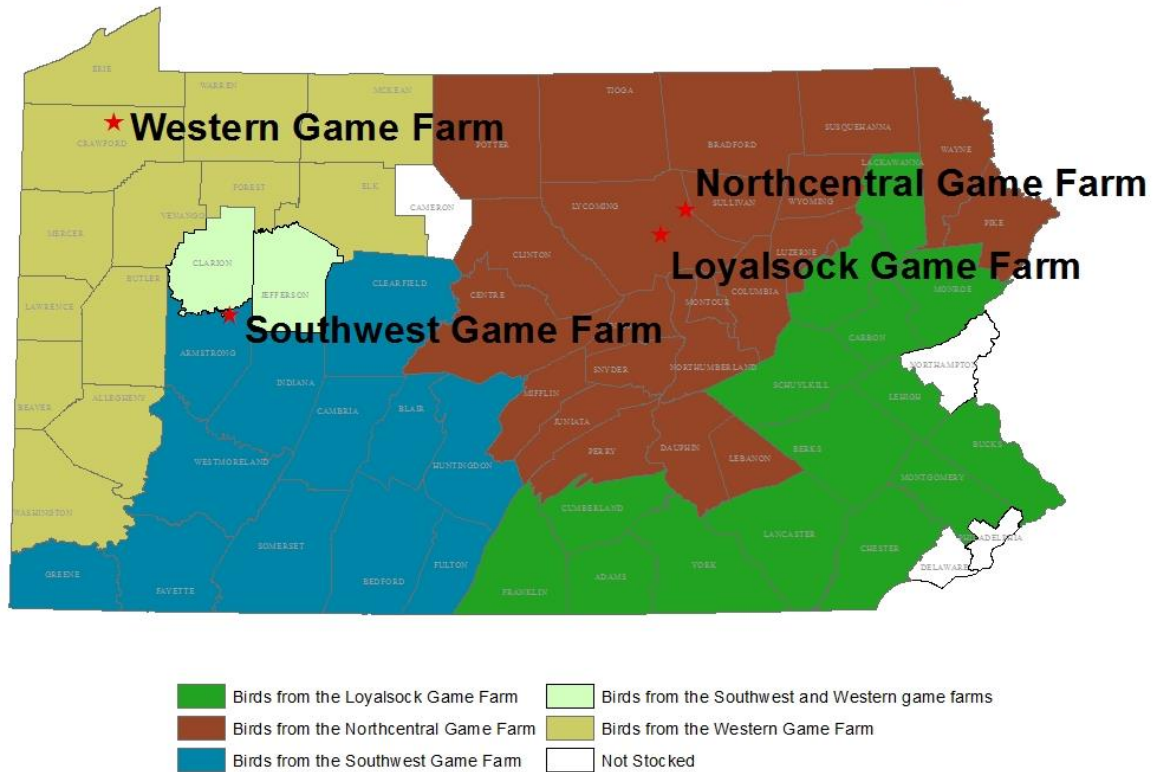 ERIE
WARREN
MCKEAN
TIOGA
SUSQUEHANNA
Western Game Farm
CRAWFORD
POTTER
BRADFORD
WAYNE
LACKAWANNA
Northcentral Game Farm
FOREST
ELK
CAMERON
LYCOMING
SULLIVAN
WYOMING
PIKE
VENANGO
MERCER
CLINTON
LUZERNE
Loyalsock Game Farm
CLARION
BUTLER
CLEARFIELD
JEFFERSON
CENTRE
MONTOUR
COLUMBIA
MONROE
LAWRENCE
Southwest Game Farm
CARBON
ARMSTRONG
SNYDER
NORTHUMBERLAND
NORTHAMPTON
INDIANA
MIFFLIN
SCHUYLKILL
LEHIGH
BEAVER
ALLEGHENY
CAMBRIA
BLAIR
JUNIATA
PERRY
DAUPHIN
LEBANON
BERKS
BUCKS
WESTMORELAND
HUNTINGDON
MONTGOMERY
WASHINGTON
CUMBERLAND
LANCASTER
PHILADELPHIA
SOMERSET
CHESTER
GREENE
FAYETTE
BEDFORD
FULTON
FRANKLIN
ADAMS
YORK
DELAWARE
Birds from the Loyalsock Game Farm
Birds from the Southwest and Western game farms
Birds from the Northcentral Game Farm
Birds from the Western Game Farm
Birds from the Southwest Game Farm
Not Stocked